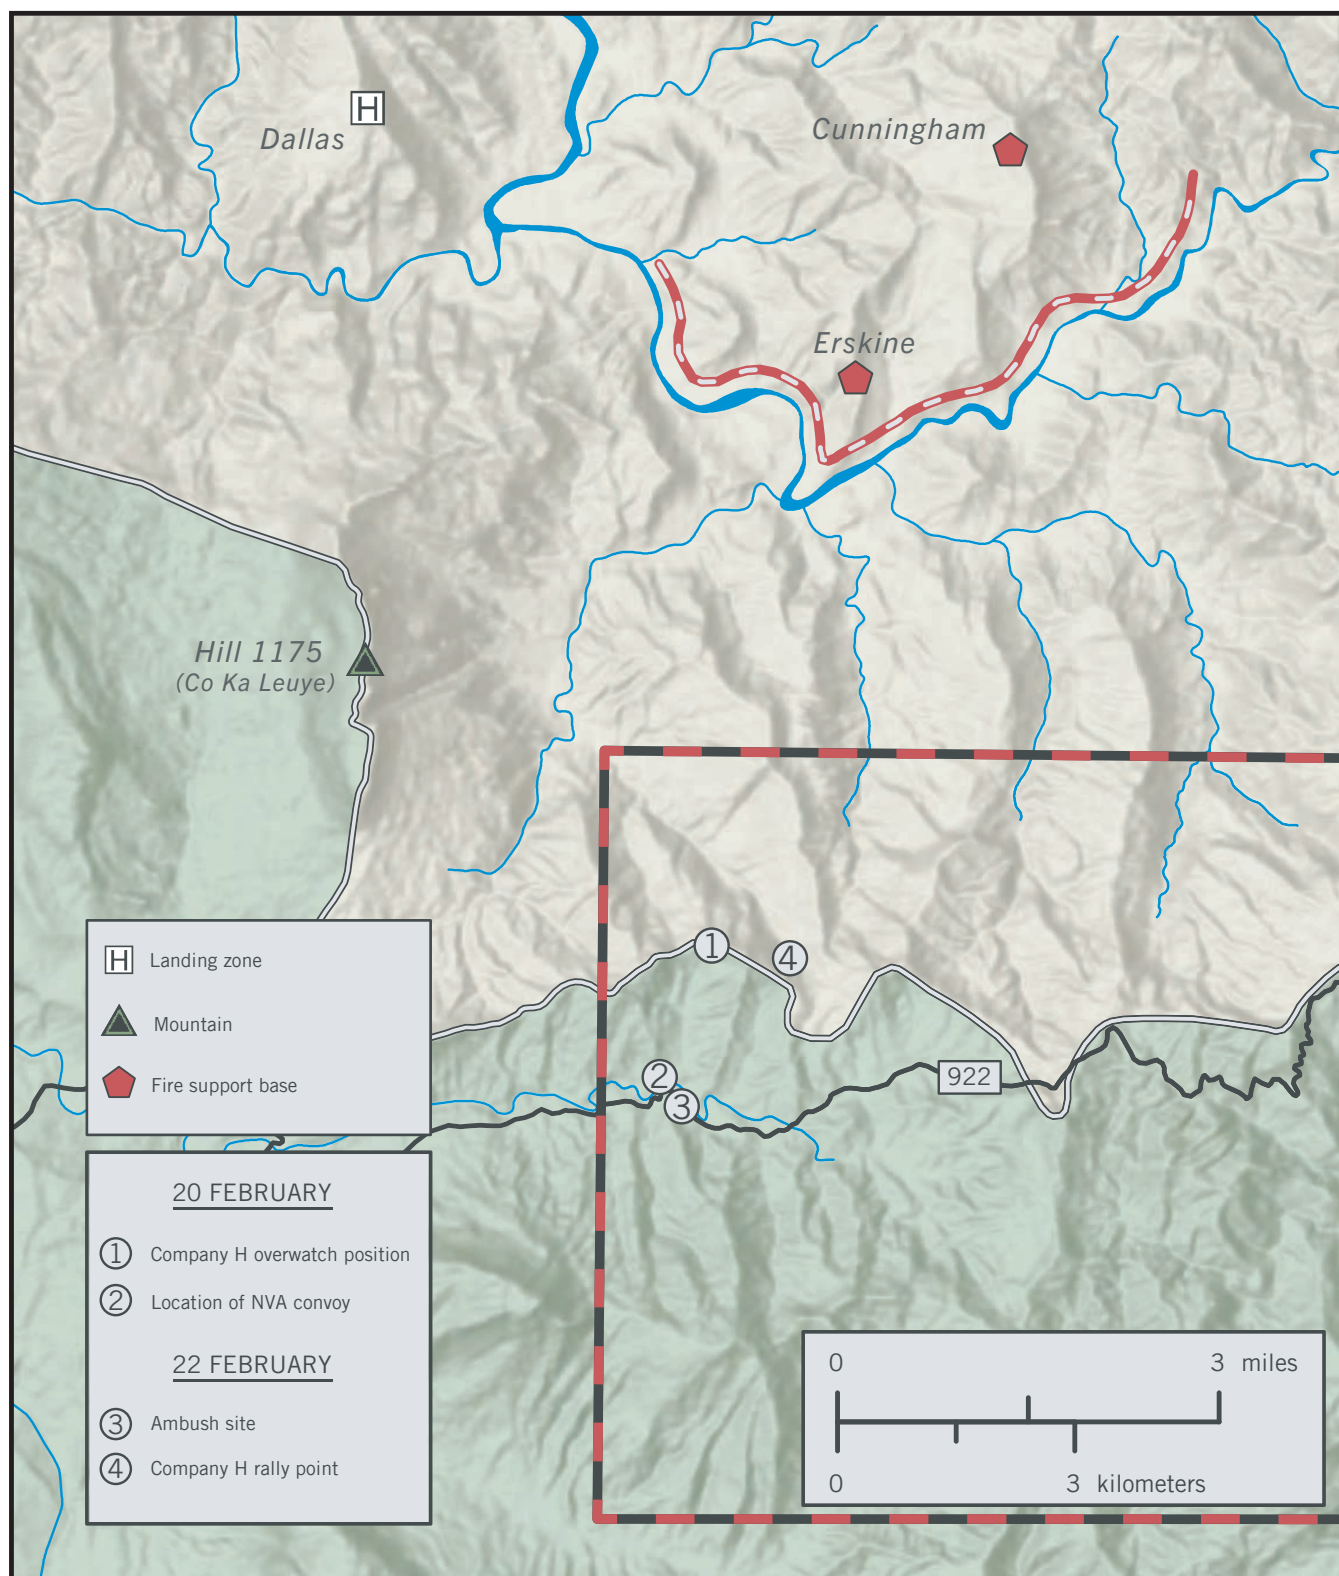 H
Dallas
Cunningham
Erskine
Hill 1175
(Co Ka Leuye)
1
4
2
3
922
H Landing zone
Mountain
Fire support base
20 FEBRUARY
1 Company H overwatch position
2 Location of NVA convoy
22 FEBRUARY
3 Ambush site
4 Company H rally point
0 3 miles
0 3 kilometers